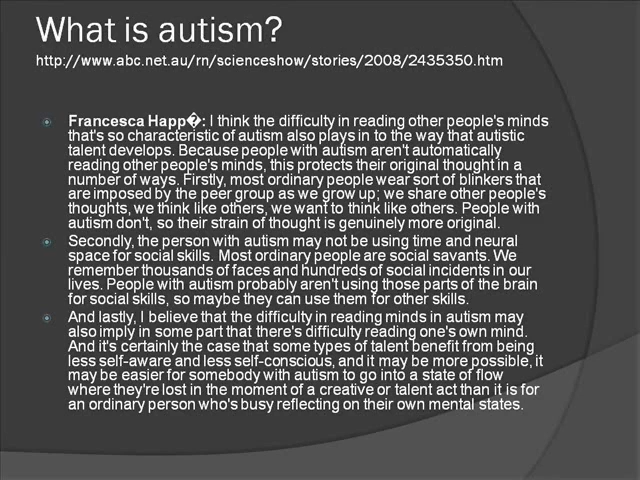 What is autism?
http://www.abc.net.au/rn/scienceshow/stories/2008/2435350.htm
Francesca Happ�: I think the difficulty in reading other people's minds
that's so characteristic of autism also plays in to the way that autistic
talent develops. Because people with autism aren't automatically
reading other people's minds, this protects their original thought in a
number of ways. Firstly, most ordinary people wear sort of blinkers that
are imposed by the peer group as we grow up; we share other people's
thoughts, we think like others, we want to think like others. People with
autism don't, so their strain of thought is genuinely more original.
Secondly, the person with autism may not be using time and neural
space for social skills. Most ordinary people are social savants. We
remember thousands of faces and hundreds of social incidents in our
lives. People with autism probably aren't using those parts of the brain
for social skills, so maybe they can use them for other skills.
And lastly, I believe that the difficulty in reading minds in autism may
also imply in some part that there's difficulty reading one's own mind.
And it's certainly the case that some types of talent benefit from being
less self-aware and less self-conscious, and it may be more possible, it
may be easier for somebody with autism to go into a state of flow
where they're lost in the moment of a creative or talent act than it is for
an ordinary person who's busy reflecting on their own mental states.